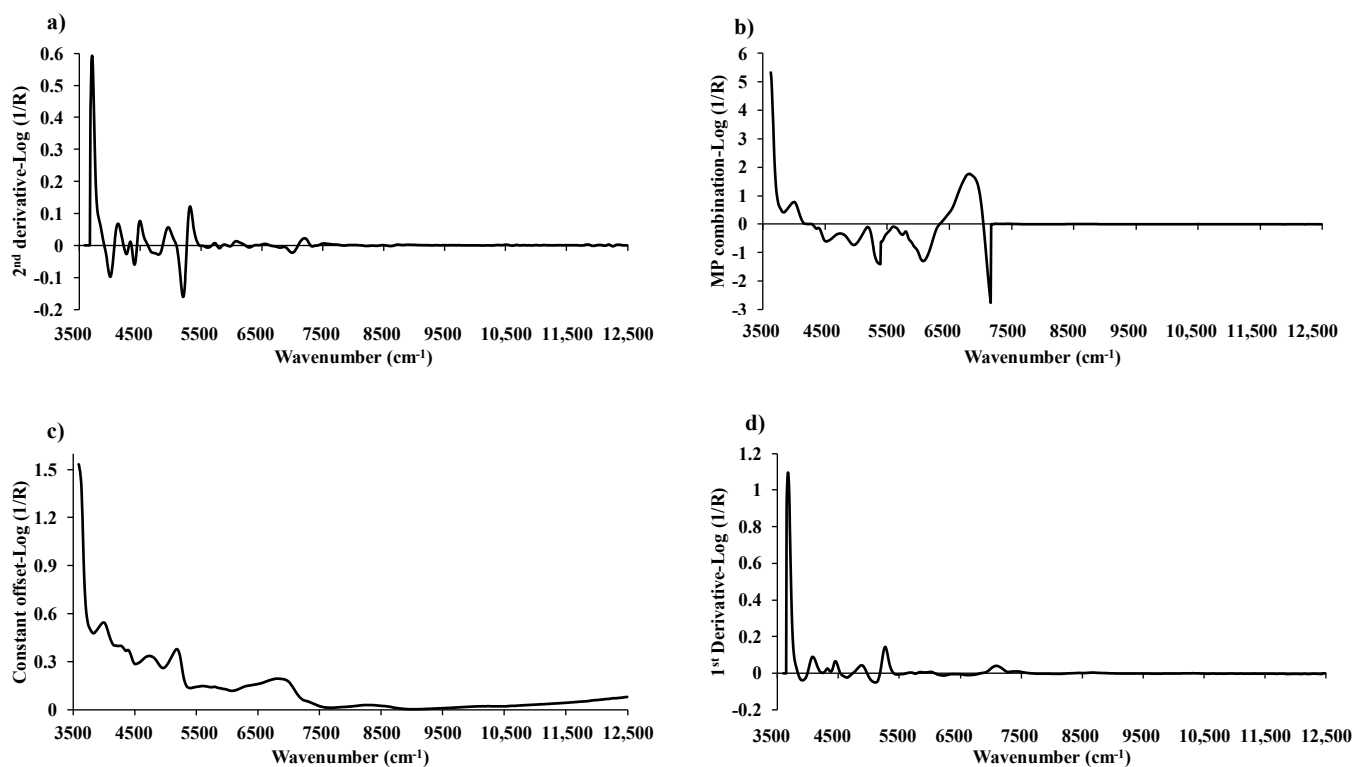 a)
2nd derivative-Log (1/R)
0.6
0.5
0.4
0.3
0.2
0.1
0
-0.1
-0.2
3500 4500 5500 6500 7500 8500 9500 10,500 11,500 12,500
Wavenumber (cm-1)
b)
MP combination-Log (1/R)
6
5
4
3
2
1
0
-1
-2
-3
3500 4500 5500 6500 7500 8500 9500 10,500 11,500 12,500
Wavenumber (cm-1)
c)
Constant offset-Log (1/R)
1.5
1.2
0.9
0.6
0.3
0
3500 4500 5500 6500 7500 8500 9500 10,500 11,500 12,500
Wavenumber (cm-1)
d)
1st Derivative-Log (1/R)
1.2
1
0.8
0.6
0.4
0.2
0
-0.2
3500 4500 5500 6500 7500 8500 9500 10,500 11,500 12,500
Wavenumber (cm-1)